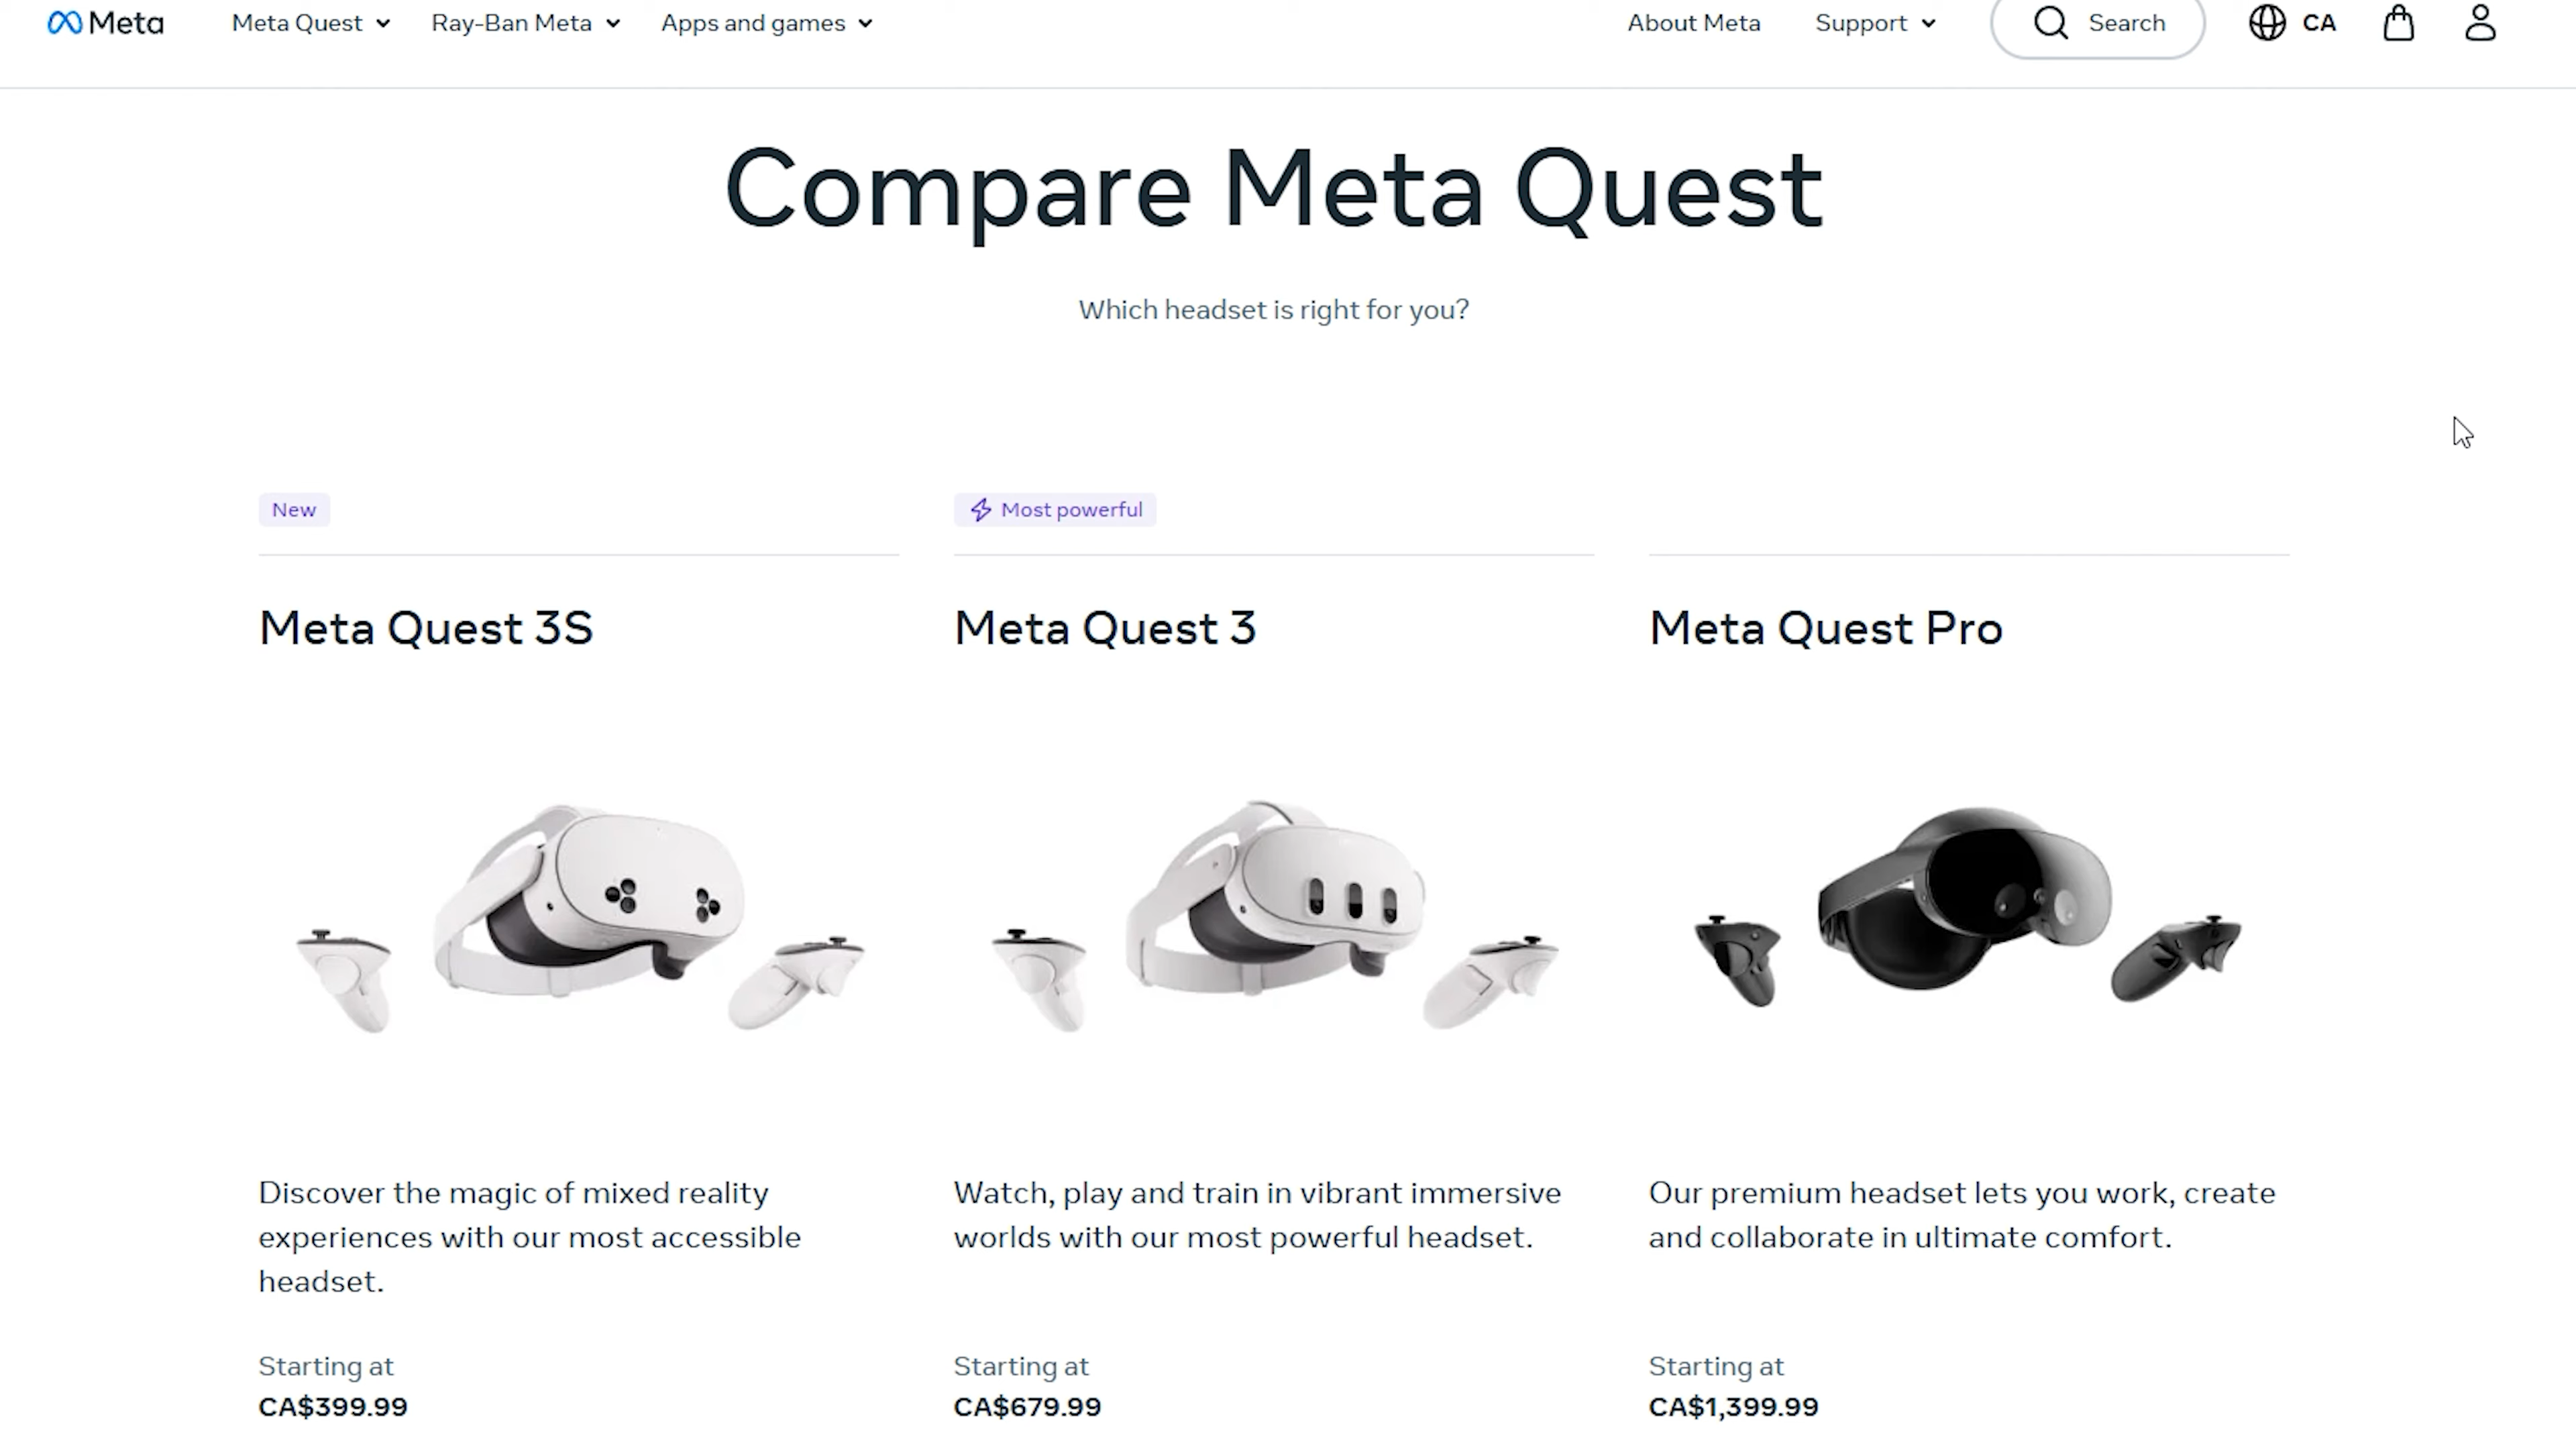 Meta
Meta Quest
Ray-Ban Meta
Apps and games
About Meta
Support
Search
CA
Compare Meta Quest
Which headset is right for you?
New
Most powerful
Meta Quest 3S
Meta Quest 3
Meta Quest Pro
Discover the magic of mixed reality
experiences with our most accessible
headset.
Watch, play and train in vibrant immersive
worlds with our most powerful headset.
Our premium headset lets you work, create
and collaborate in ultimate comfort.
Starting at
CA$399.99
Starting at
CA$679.99
Starting at
CA$1,399.99